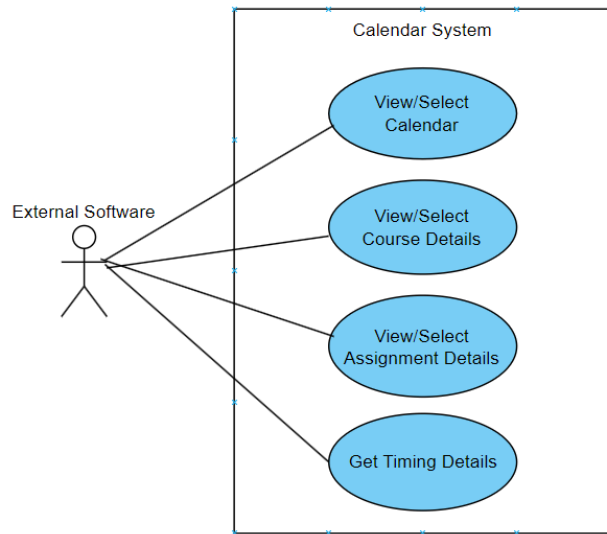 Calendar System
View/Select
Calendar
External Software
View/Select
Course Details
View/Select
Assignment Details
Get Timing Details